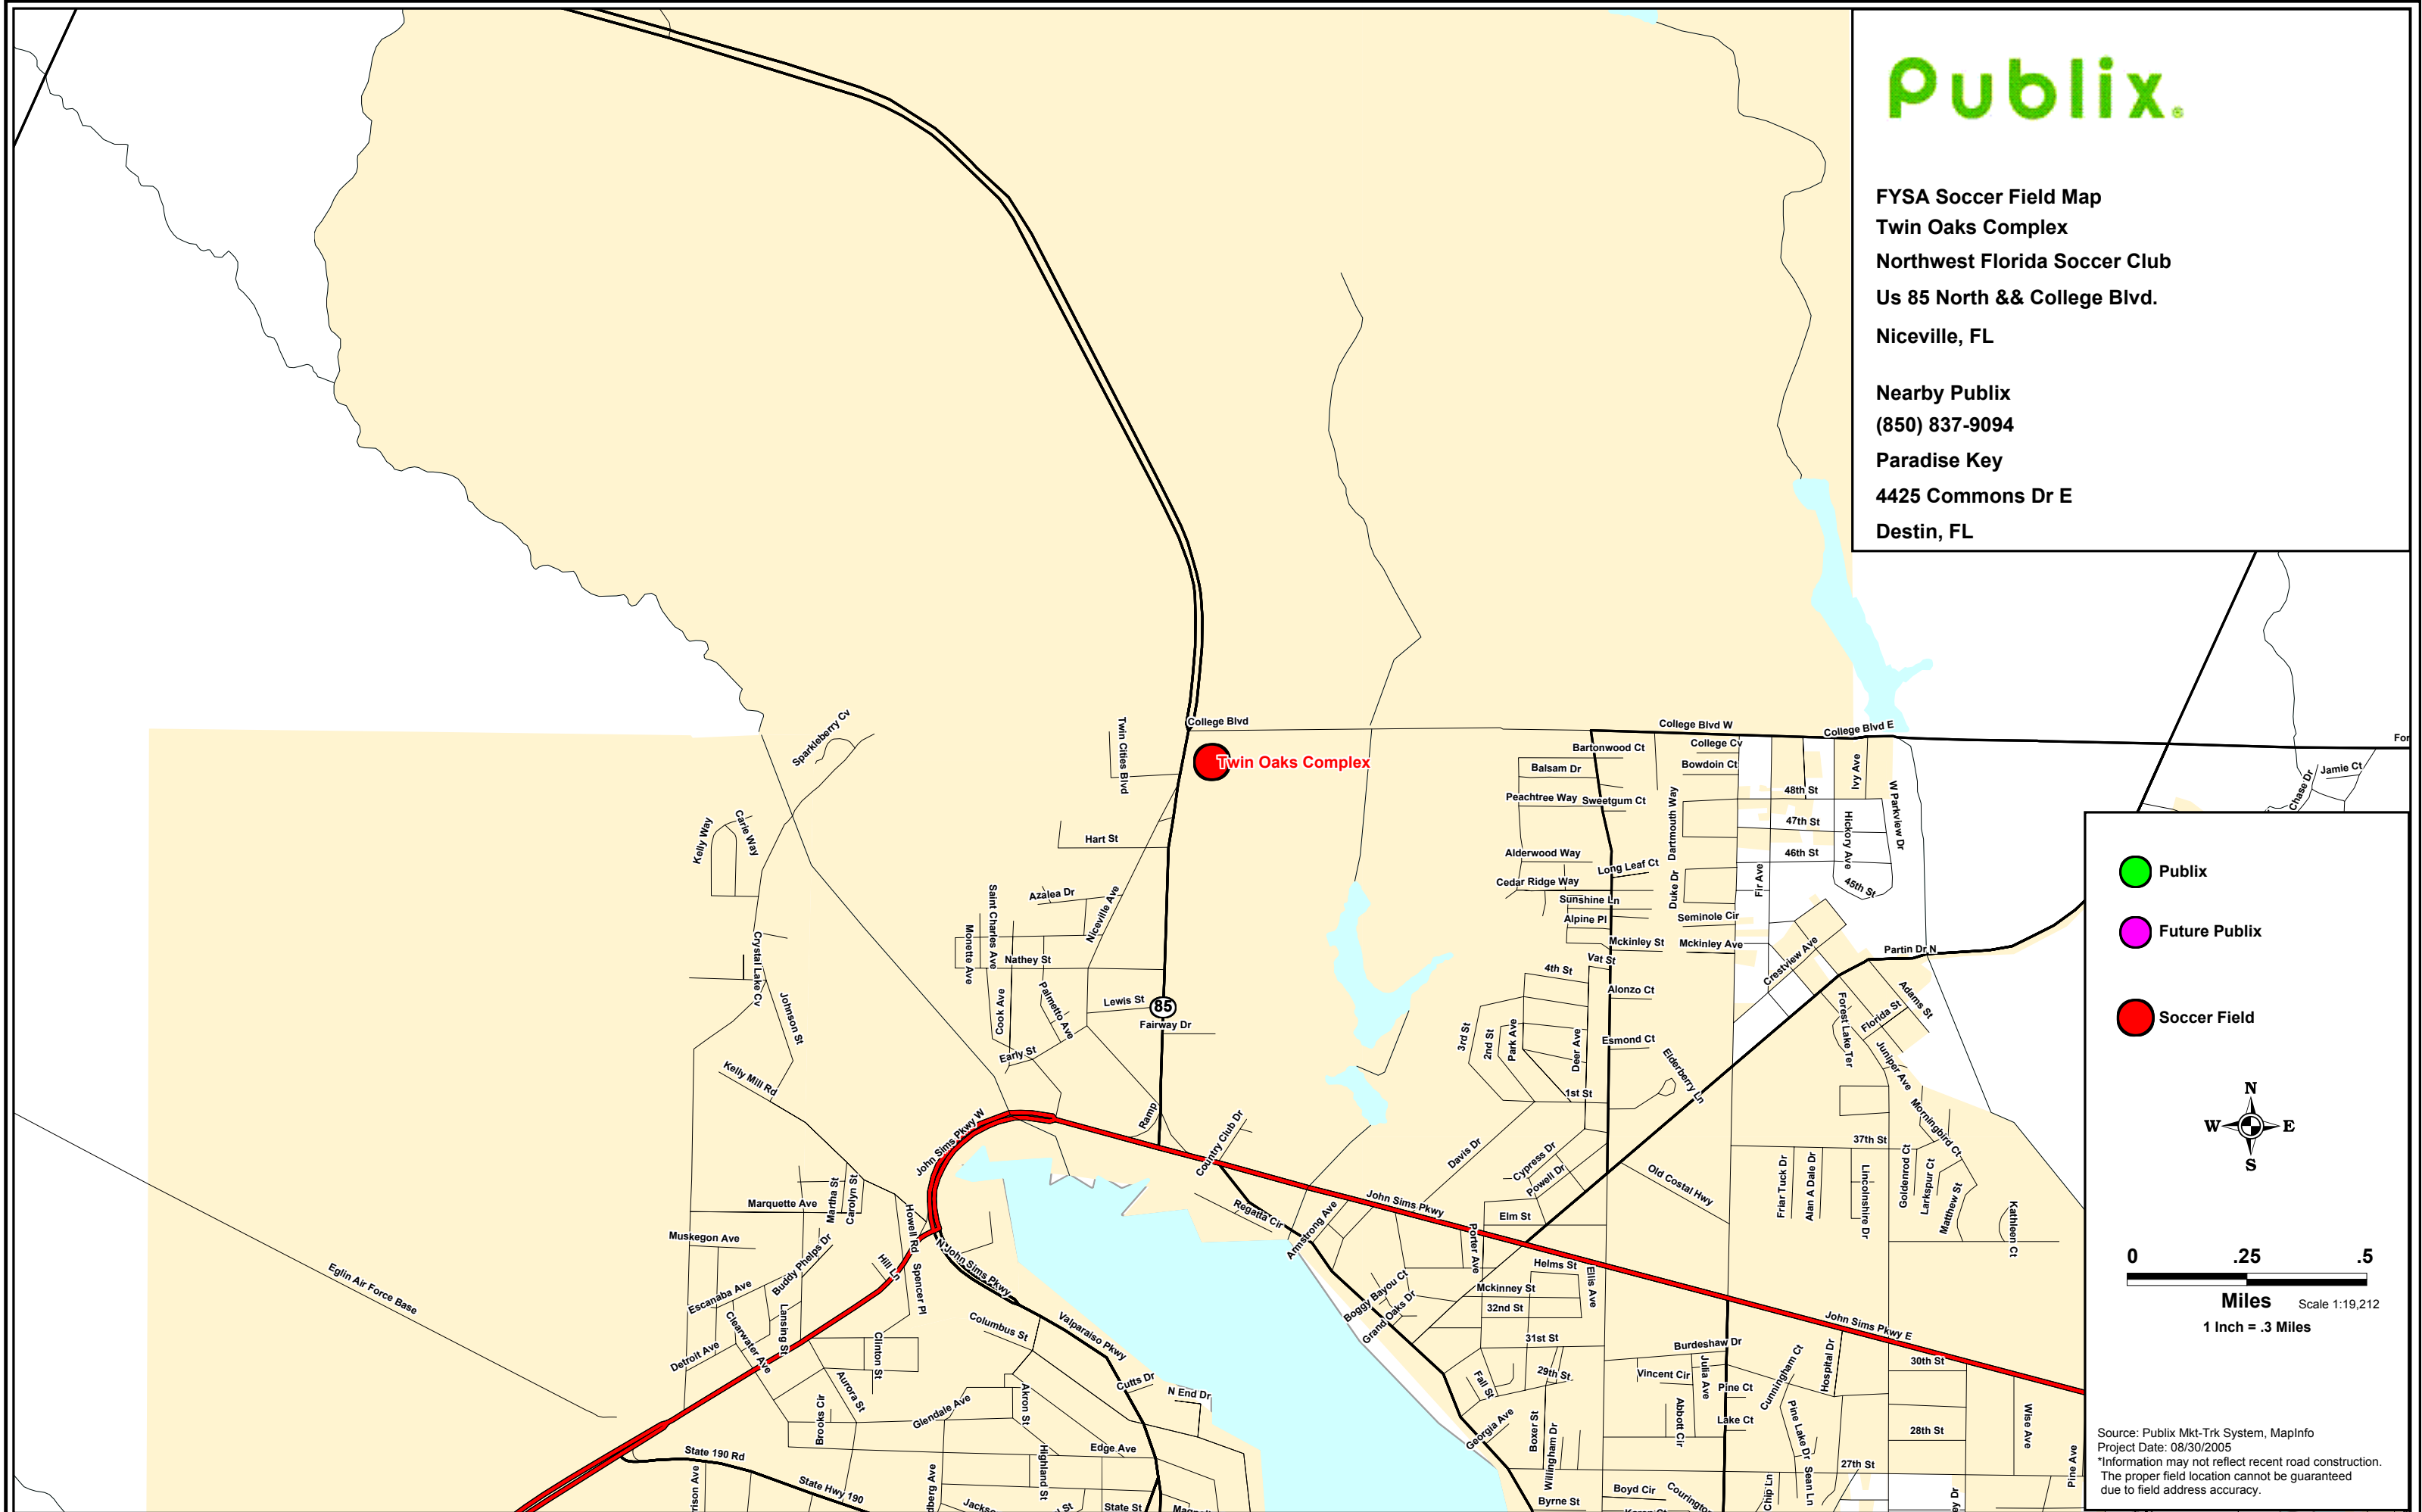 Publix.
FYSA Soccer Field Map
Twin Oaks Complex
Northwest Florida Soccer Club
Us 85 North && College Blvd.
Niceville, FL
Nearby Publix
(850) 837-9094
Paradise Key
4425 Commons Dr E
Destin, FL
College Blvd
College Blvd W
College Blvd E
For
Twin Cities Blvd
Twin Oaks Complex
Sparkleberry Cv
Bartonwood Ct
College Cv
Balsam Dr
Bowdoin Ct
Ivy Ave
W Parkview Dr
Jamie Ct
Chase Dr
Peachtree Way
Sweetgum Ct
Dartmouth Way
48th St
47th St
Hickory Ave
Kelly Way
Carie Way
Hart St
Alderwood Way
Long Leaf Ct
46th St
Cedar Ridge Way
Duke Dr
Fir Ave
45th St
Azalea Dr
Saint Charles Ave
Niceville Ave
Sunshine Ln
Alpine Pl
Seminole Cir
Monette Ave
Mckinley St
Mckinley Ave
Crystal Lake Cv
Nathey St
Vat St
4th St
Crestview Ave
Partin Dr N
Johnson St
Cook Ave
Palmetto Ave
Lewis St
85
Fairway Dr
Alonzo Ct
Adams St
Florida St
Forest Lake Ter
3rd St
2nd St
Park Ave
Deer Ave
Esmond Ct
Early St
Elderberry Ln
Juniper Ave
Kelly Mill Rd
1st St
Morningbird Ct
John Sims Pkwy W
Ramp
Country Club Dr
Davis Dr
Cypress Dr
Powell Dr
Old Costal Hwy
37th St
Friar Tuck Dr
Alan A Dale Dr
Lincolnshire Dr
Goldenrod Ct
Larkspur Ct
Matthew St
Kathleen Ct
Marquette Ave
Martha St
Carolyn St
Howell Rd
Regatta Cir
Armstrong Ave
John Sims Pkwy
Porter Ave
Elm St
Muskegon Ave
Buddy Phelps Dr
Hill Ln
Spencer Pl
N John Sims Pkwy
Helms St
Ellis Ave
Eglin Air Force Base
Escanaba Ave
Lansing St
Clearwater Ave
Columbus St
Valparaiso Pkwy
Boggy Bayou Ct
Grand Oaks Dr
Mckinney St
32nd St
John Sims Pkwy E
Detroit Ave
Clinton St
31st St
Burdeshaw Dr
Hospital Dr
30th St
Aurora St
Cutts Dr
N End Dr
Fall St
29th St
Vincent Cir
Julia Ave
Pine Ct
Cunningham Ct
Brooks Cir
Glendale Ave
Akron St
Georgia Ave
Boxer St
Willingham Dr
Abbott Cir
Lake Ct
Pine Lake Dr
28th St
Wise Ave
State 190 Rd
Edge Ave
Highland St
Sean Ln
27th St
Pine Ave
State Hwy 190
rison Ave
dberg Ave
Jackso
l St
State St
Byrne St
Boyd Cir
Courington
Chip Ln
ey Dr
Publix
Future Publix
Soccer Field
N
W E
S
0 .25 .5
Miles Scale 1:19,212
1 Inch = .3 Miles
Source: Publix Mkt-Trk System, MapInfo
Project Date: 08/30/2005
*Information may not reflect recent road construction.
The proper field location cannot be guaranteed
due to field address accuracy.